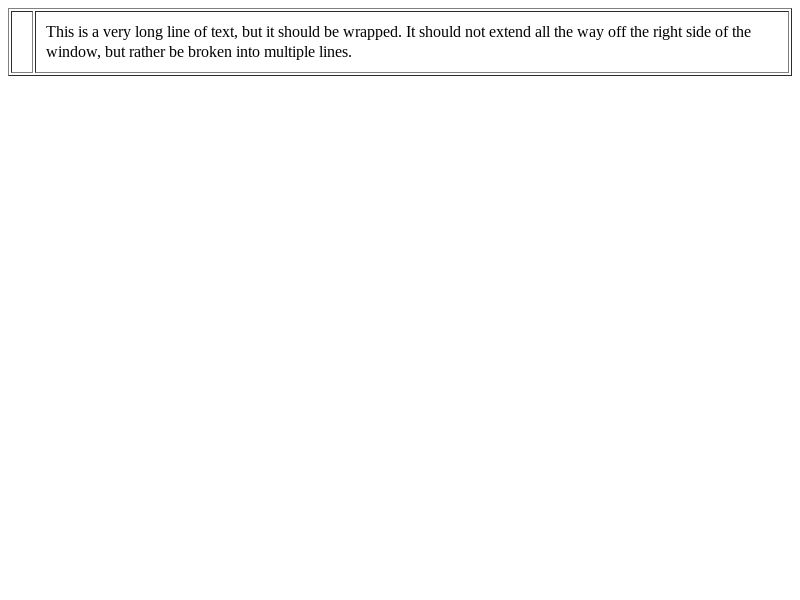 This is a very long line of text, but it should be wrapped. It should not extend all the way off the right side of the
window, but rather be broken into multiple lines.